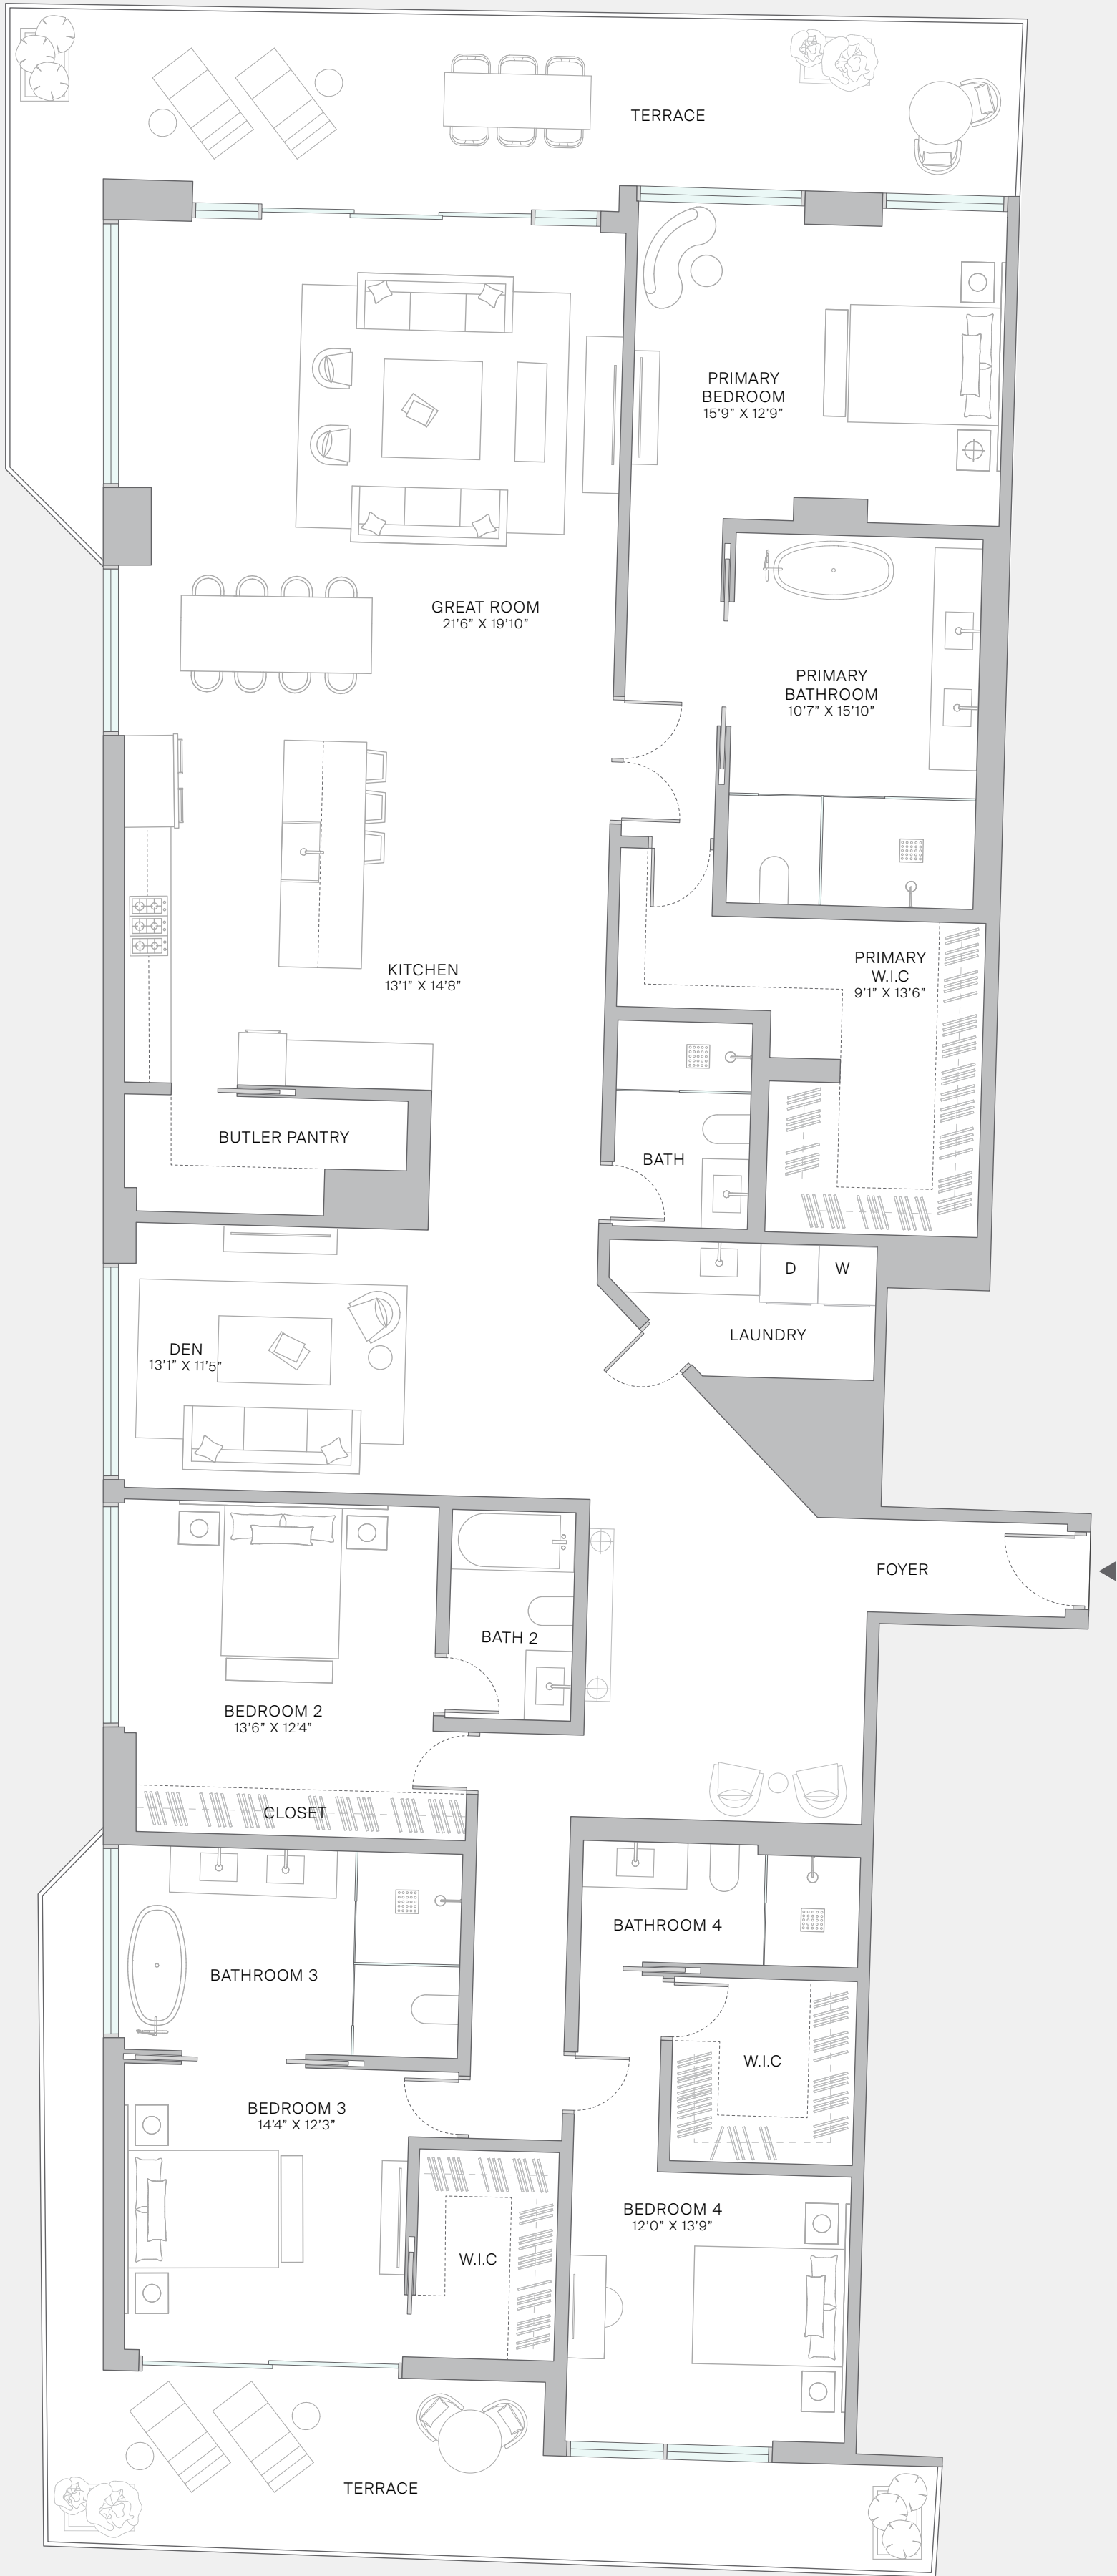 TERRACE
PRIMARY
BEDROOM
15'9" X 12'9"
GREAT ROOM
21'6" X 19'10"
PRIMARY
BATHROOM
10'7" X 15'10"
KITCHEN
13'1" X 14'8"
PRIMARY
W.I.C
9'1" X 13'6"
BUTLER PANTRY
BATH
D
W
LAUNDRY
DEN
13'1" X 11'5"
FOYER
BATH 2
BEDROOM 2
13'6" X 12'4"
CLOSET
BATHROOM 4
BATHROOM 3
W.I.C
BEDROOM 3
14'4" X 12'3"
BEDROOM 4
12'0" X 13'9"
W.I.C
TERRACE